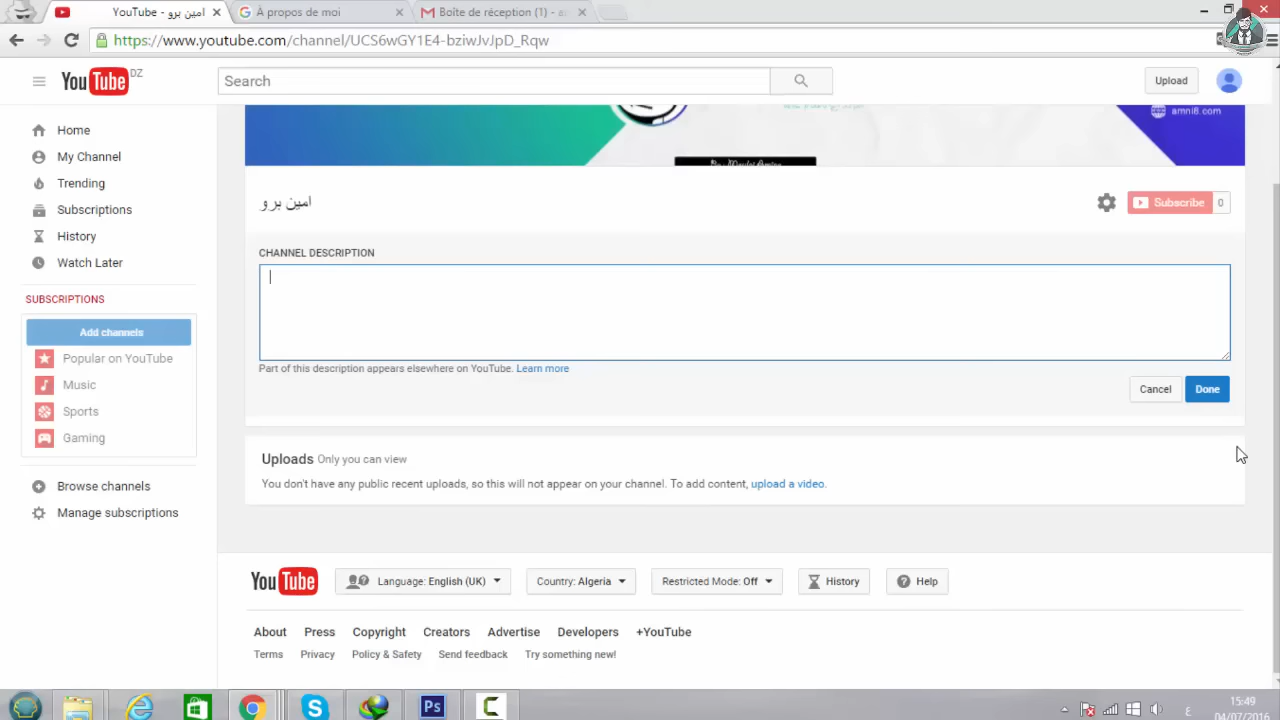 YouTube - امين برو
À propos de moi
Boîte de réception (1) - a
https://www.youtube.com/channel/UCS6wGY1E4-bziwJvJpD_Rqw
YouTube DZ
Search
Upload
Home
My Channel
Trending
Subscriptions
History
Watch Later
SUBSCRIPTIONS
Add channels
Popular on YouTube
Music
Sports
Gaming
Browse channels
Manage subscriptions
amni8.com
امين برو
Subscribe 0
CHANNEL DESCRIPTION
Part of this description appears elsewhere on YouTube. Learn more
Cancel
Done
Uploads Only you can view
You don't have any public recent uploads, so this will not appear on your channel. To add content, upload a video.
YouTube
Language: English (UK)
Country: Algeria
Restricted Mode: Off
History
Help
About Press Copyright Creators Advertise Developers +YouTube
Terms Privacy Policy & Safety Send feedback Try something new!
Ps
C
ع
15:49
04/07/2016